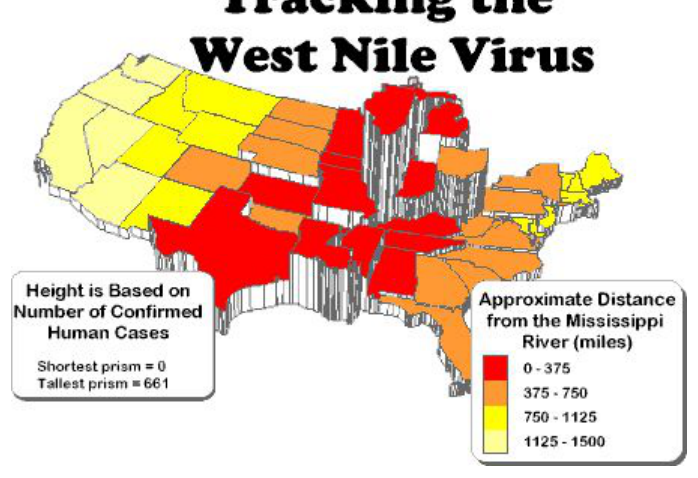 Tracking the
West Nile Virus
Height is Based on
Number of Confirmed
Human Cases
Shortest prism = 0
Tallest prism = 661
Approximate Distance
from the Mississippi
River (miles)
0 - 375
375 - 750
750 - 1125
1125 - 1500